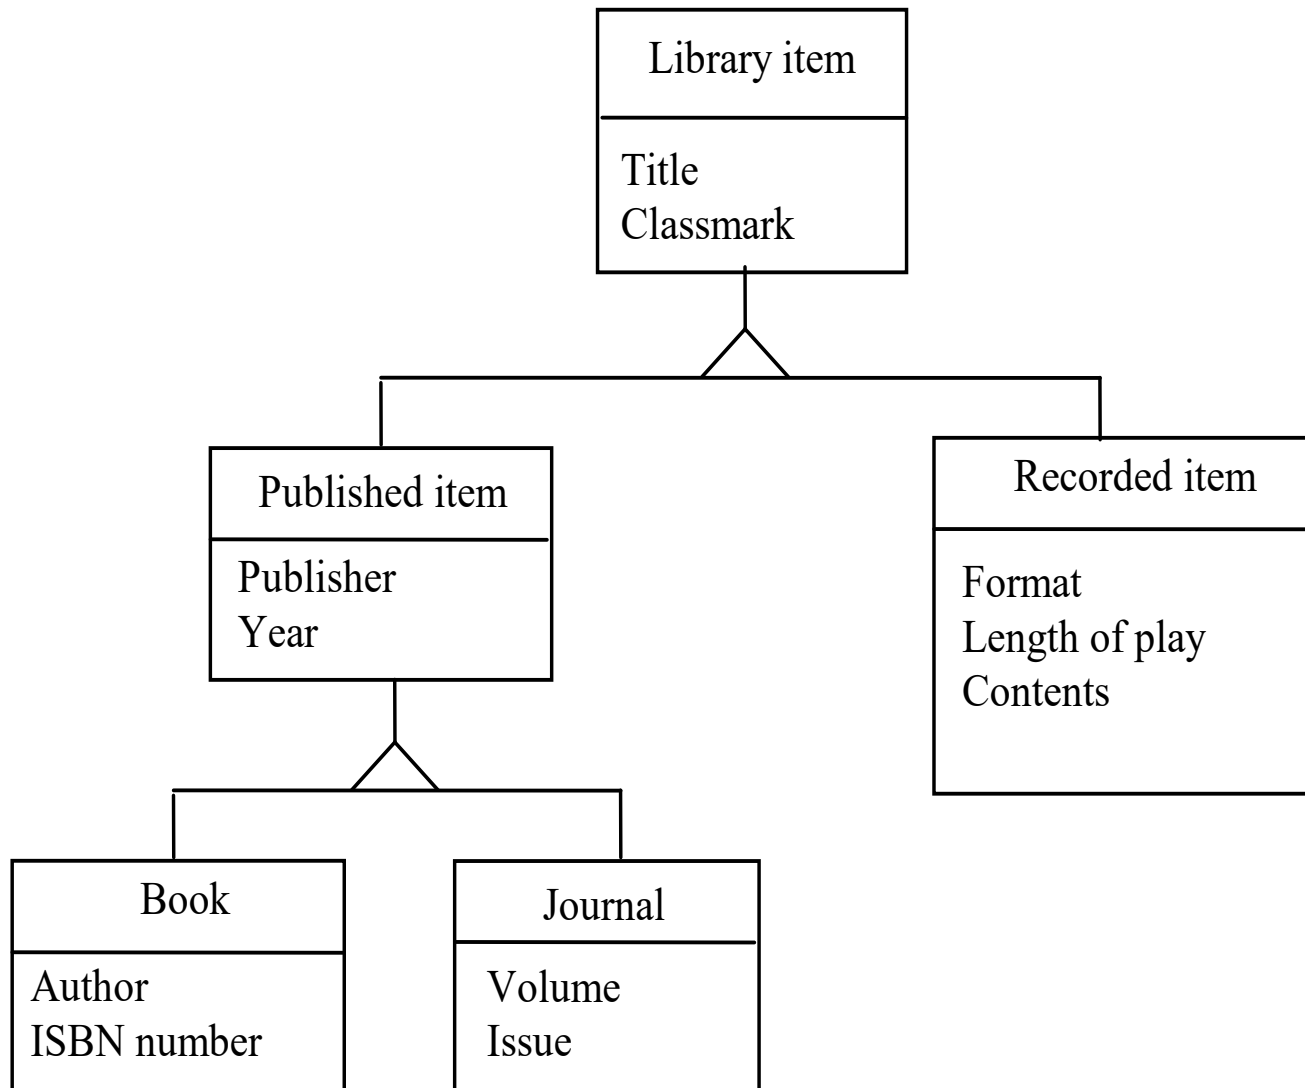 Library item
Title
Classmark
Published item
Publisher
Year
Recorded item
Format
Length of play
Contents
Book
Author
ISBN number
Journal
Volume
Issue